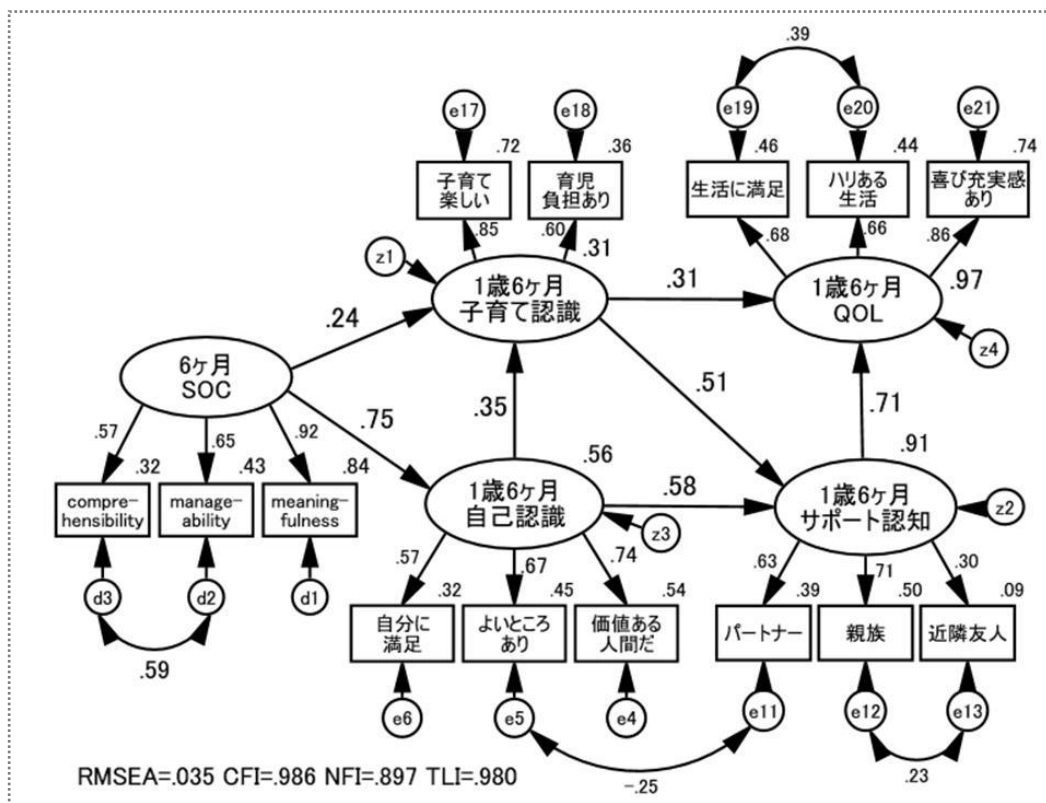 .39
e17
e18
e19
e20
e21
.72
.36
.46
.44
.74
子育て
楽しい
育児
負担あり
生活に満足
ハリある
生活
喜び充実感
あり
.85
.60
.68
.66
.86
z1
.31
1歳6ヶ月
子育て認識
.31
1歳6ヶ月
QOL
.97
z4
.24
6ヶ月
SOC
.35
.51
.71
.75
.57
.65
.92
.32
.43
.84
compre-
hensibility
manage-
ability
meaning-
fulness
d3
d2
d1
.59
.56
1歳6ヶ月
自己認識
z3
.58
.91
1歳6ヶ月
サポート認知
z2
.57
.67
.74
.63
.71
.30
.32
.45
.54
.39
.50
.09
自分に
満足
よいところ
あり
価値ある
人間だ
パートナー
親族
近隣友人
e6
e5
e4
e11
e12
e13
-.25
.23
RMSEA=.035 CFI=.986 NFI=.897 TLI=.980